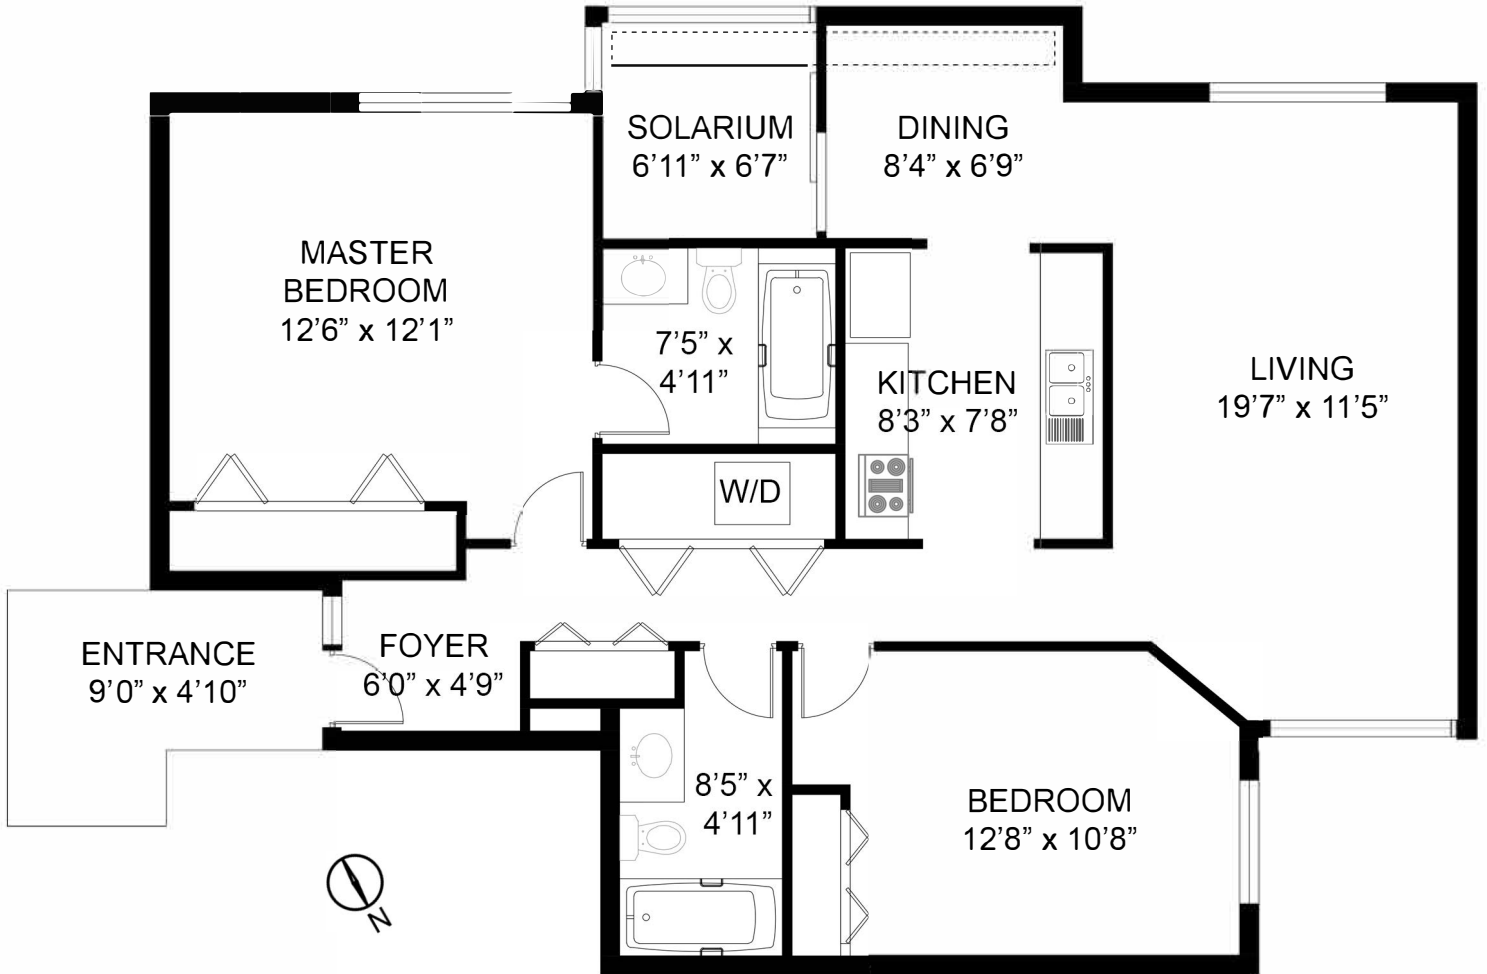 SOLARIUM
6’11” x 6’7”
DINING
8’4” x 6’9”
MASTER
BEDROOM
12’6” x 12’1”
7’5” x
4’11”
KITCHEN
8’3” x 7’8”
LIVING
19’7” x 11’5”
W/D
ENTRANCE
9’0” x 4’10”
FOYER
6’0” x 4’9”
8’5” x
4’11”
BEDROOM
12’8” x 10’8”
N